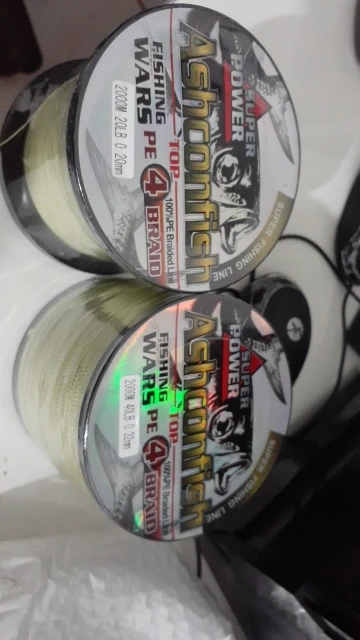 SUPER
POWER
Ashconfish
TOP
100%PE Braided Line
FISHING
WARS PE 4 BRAID
2000M 20LB 0.20mm
SUPER FISHING LINE
SUPER
POWER
Ashconfish
TOP
100%PE Braided Line
FISHING
WARS PE 4 BRAID
2000M 40LB 0.32mm
SUPER FISHING LINE